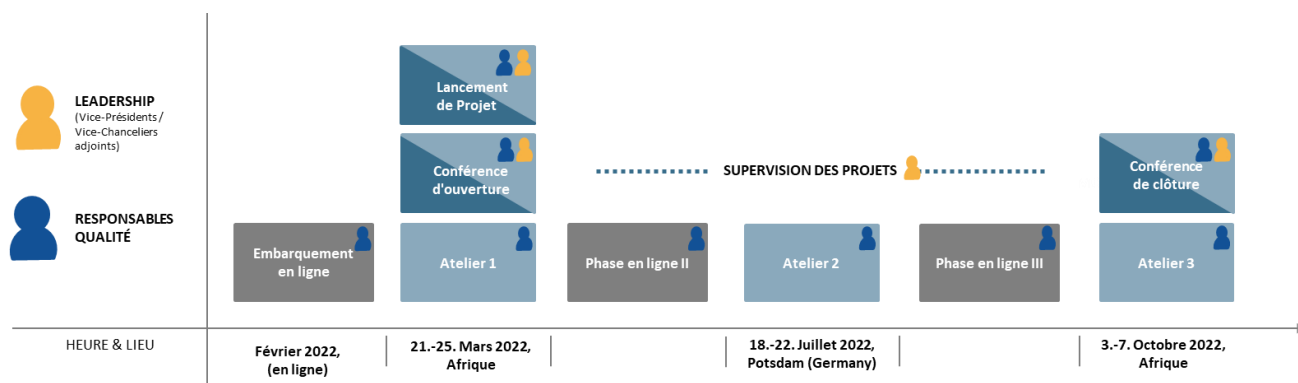 LEADERSHIP
(Vice-Présidents /
Vice-Chanceliers
adjoints)
RESPONSABLES
QUALITÉ
Lancement
de Projet
Conférence
d'ouverture
SUPERVISION DES PROJETS
Conférence
de clôture
Embarquement
en ligne
Atelier 1
Phase en ligne II
Atelier 2
Phase en ligne III
Atelier 3
HEURE & LIEU
Février 2022,
(en ligne)
21.-25. Mars 2022,
Afrique
18.-22. Juillet 2022,
Potsdam (Germany)
3.-7. Octobre 2022,
Afrique